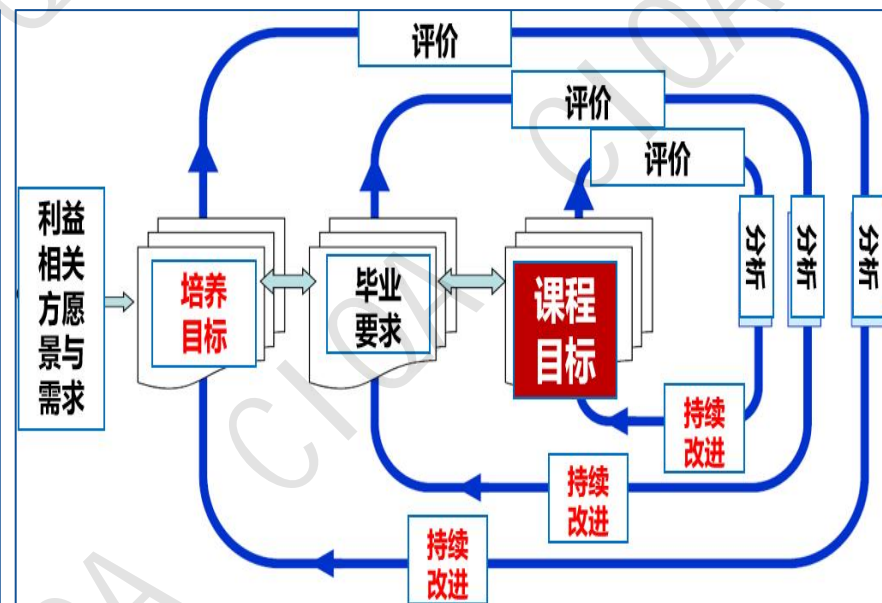 评价
评价
评价
利益
相关
方愿
景与
需求
培养
目标
毕业
要求
课程
目标
分析
分析
分析
持续
改进
持续
改进
持续
改进
CIQA
CIQA